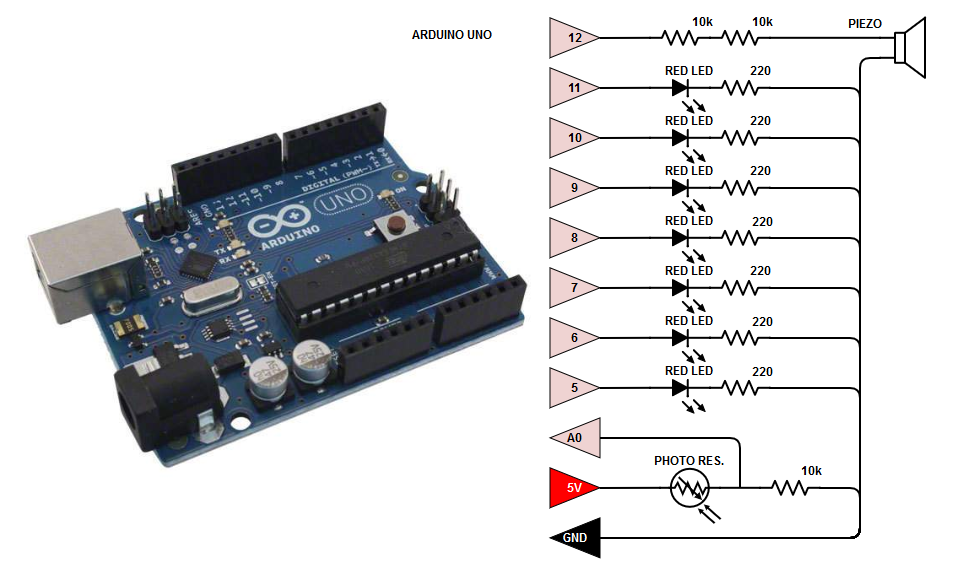 ARDUINO UNO
10k 10k PIEZO
12
RED LED 220
11
RED LED 220
10
RED LED 220
9
RED LED 220
8
RED LED 220
7
RED LED 220
6
RED LED 220
5
A0
PHOTO RES. 10k
5V
GND
DIGITAL (PWM~)
UNO
ARDUINO
ON
TX
RX
AREF
GND